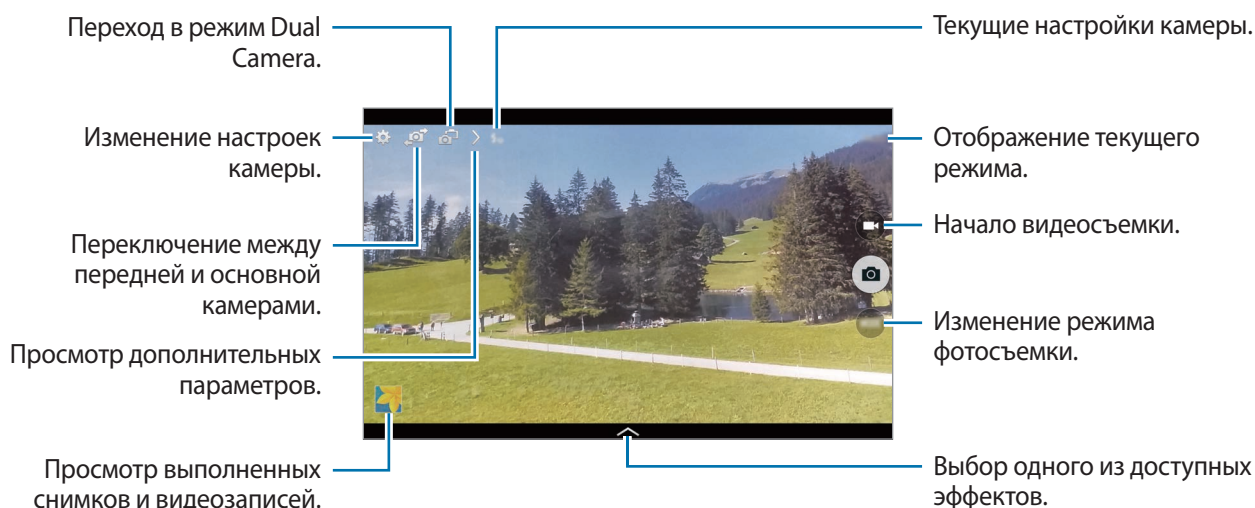 Переход в режим Dual
Camera.
Изменение настроек
камеры.
Переключение между
передней и основной
камерами.
Просмотр дополнительных
параметров.
Просмотр выполненных
снимков и видеозаписей.
Текущие настройки камеры.
Отображение текущего
режима.
Начало видеосъемки.
Изменение режима
фотосъемки.
Выбор одного из доступных
эффектов.